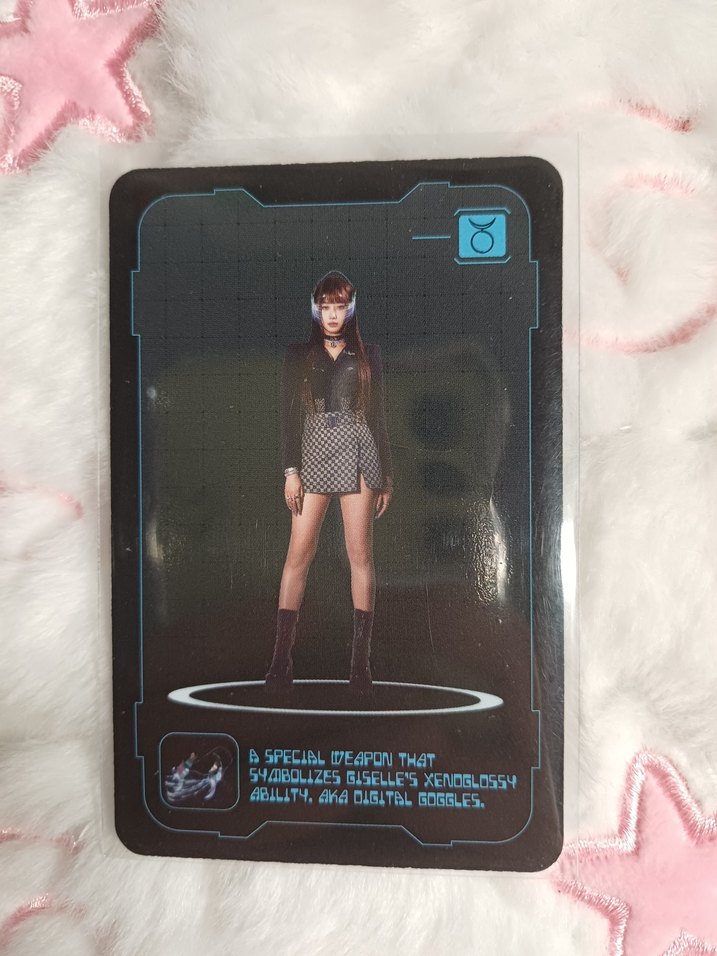 A SPECIAL WEAPON THAT
SYMBOLIZES GISELLE'S XENOGLOSSY
ABILITY, AKA DIGITAL GOGGLES.